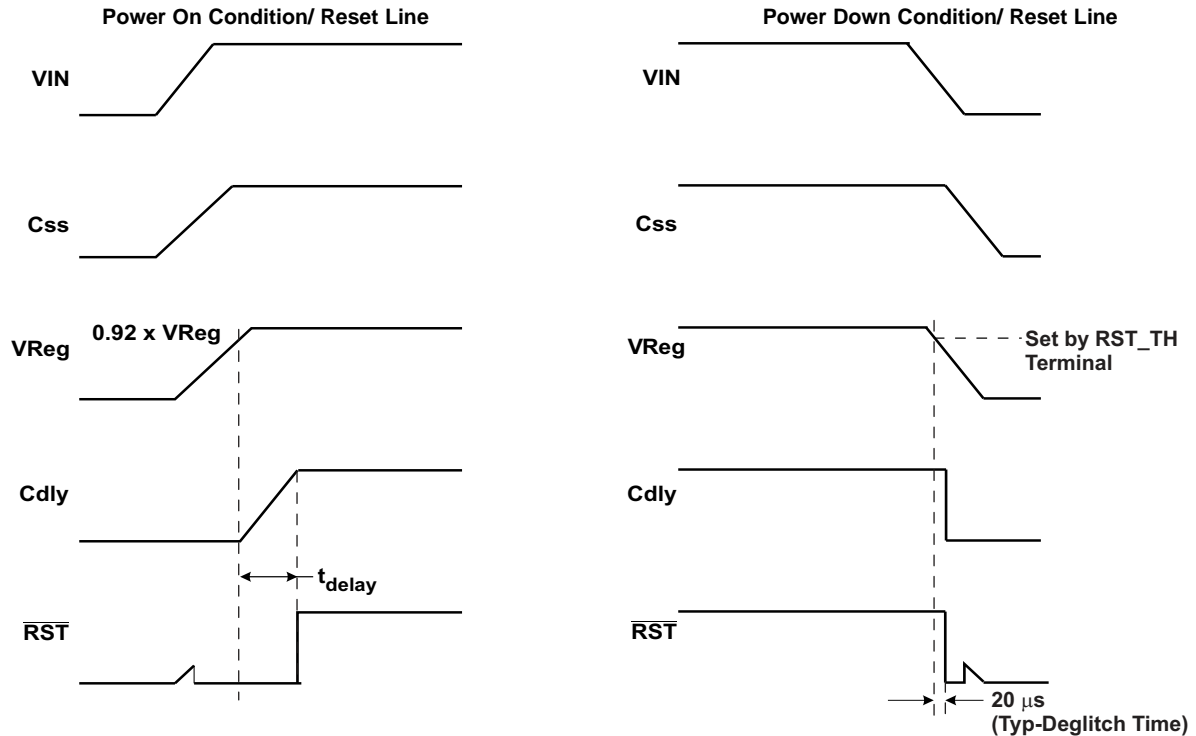 Power On Condition/ Reset Line
VIN
Css
0.92 x VReg
VReg
Cdly
tdelay
RST
Power Down Condition/ Reset Line
VIN
Css
VReg
Set by RST_TH
Terminal
Cdly
RST
20 μs
(Typ-Deglitch Time)